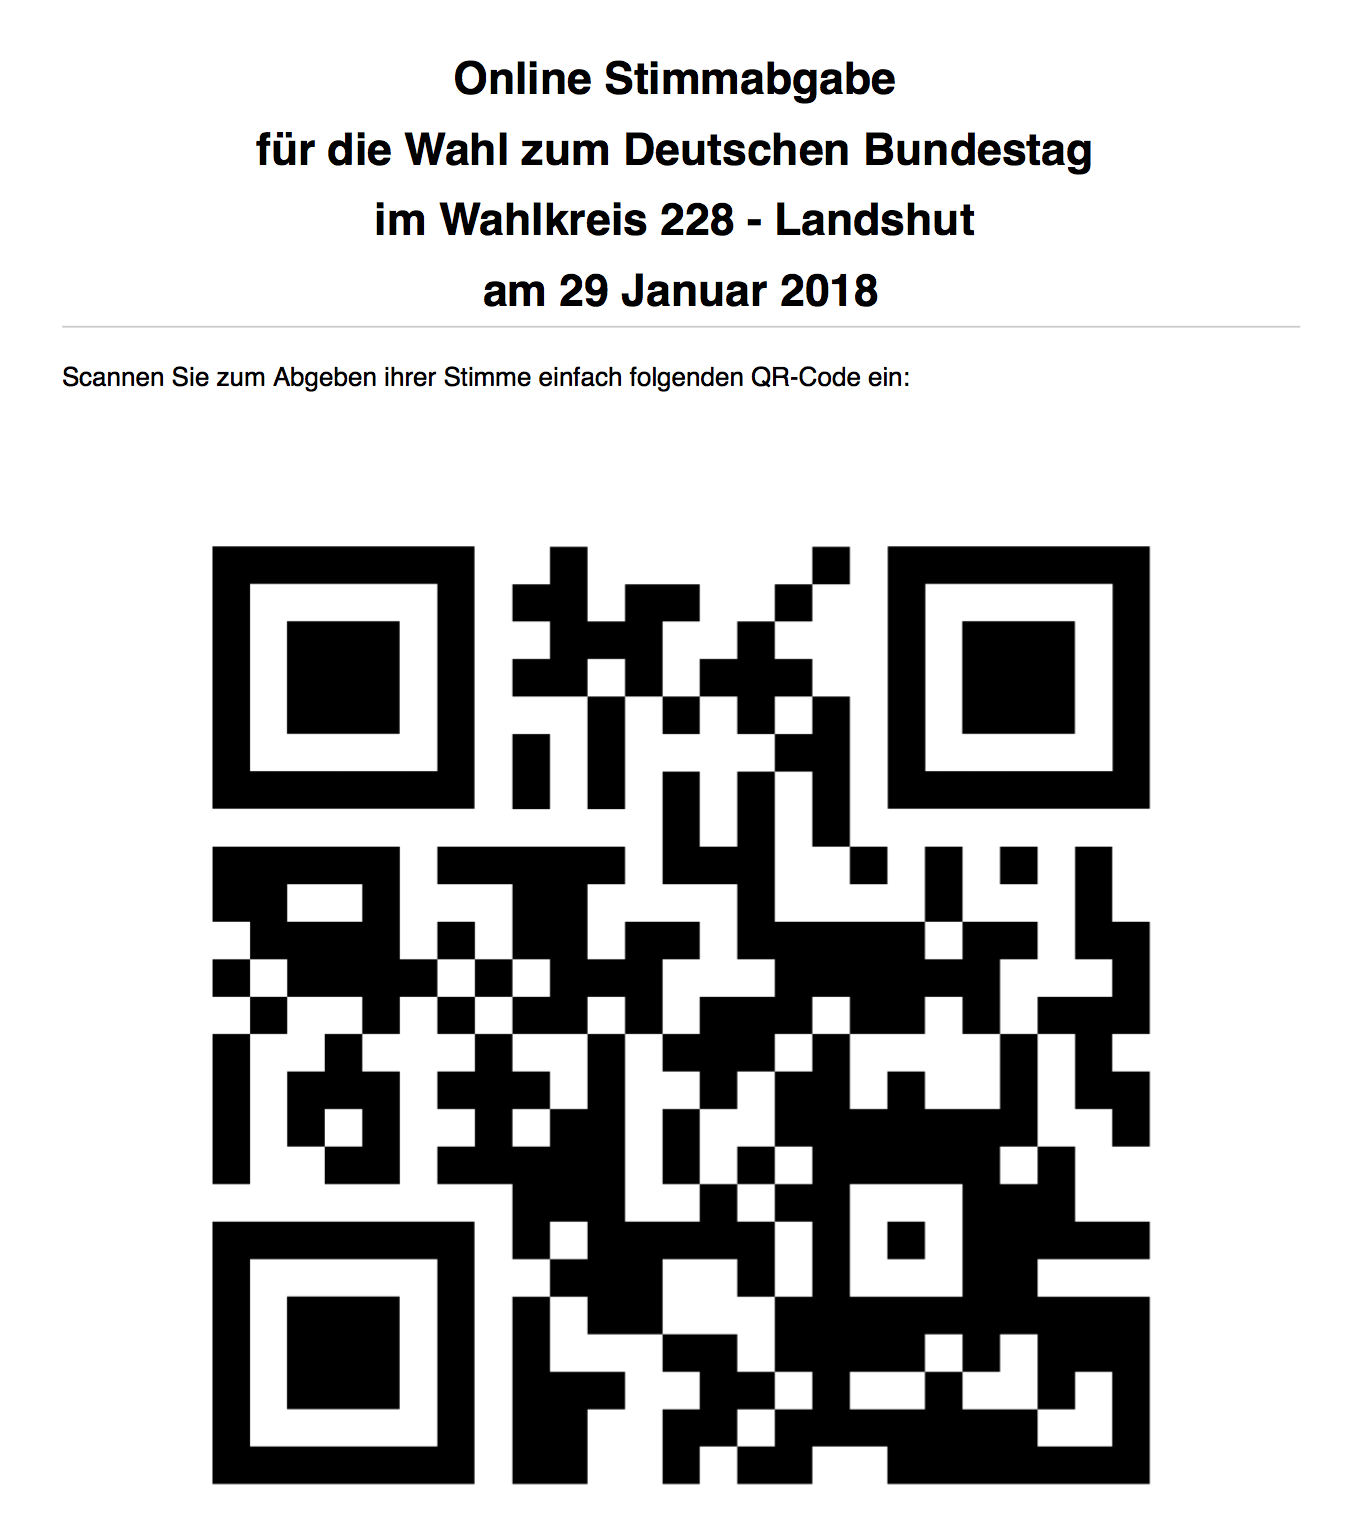 Online Stimmabgabe
für die Wahl zum Deutschen Bundestag
im Wahlkreis 228 - Landshut
am 29 Januar 2018
Scannen Sie zum Abgeben ihrer Stimme einfach folgenden QR-Code ein: